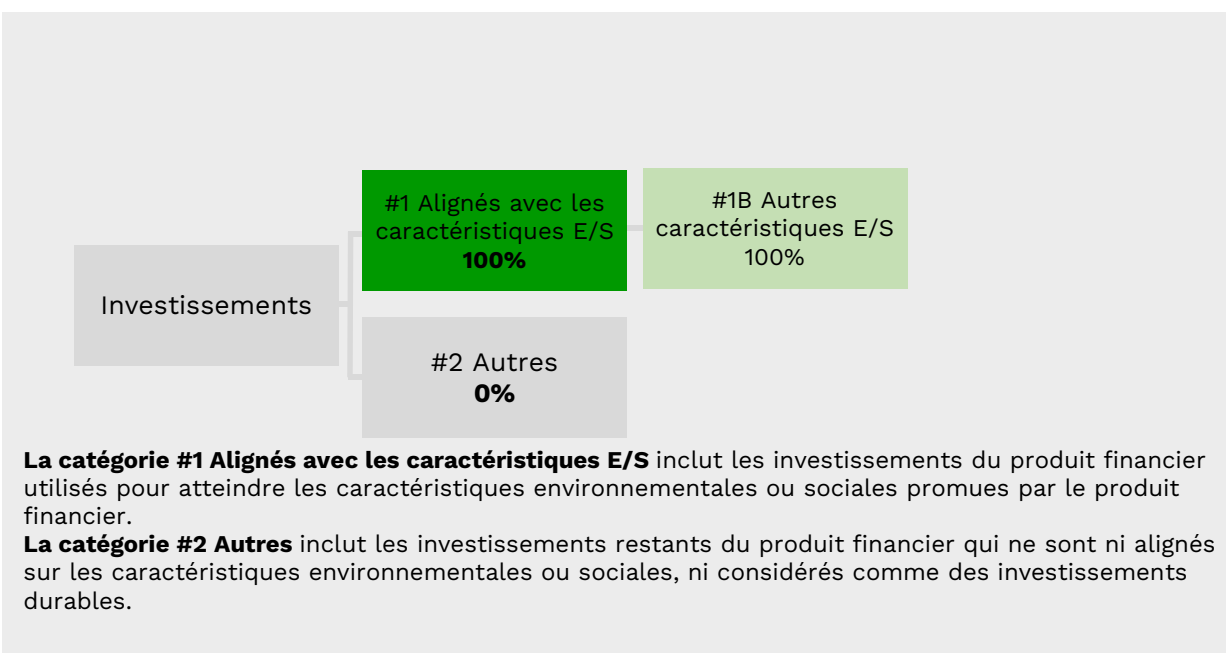 #1 Alignés avec les
caractéristiques E/S
100%
#1B Autres
caractéristiques E/S
100%
Investissements
#2 Autres
0%
La catégorie #1 Alignés avec les caractéristiques E/S inclut les investissements du produit financier
utilisés pour atteindre les caractéristiques environnementales ou sociales promues par le produit
financier.
La catégorie #2 Autres inclut les investissements restants du produit financier qui ne sont ni alignés
sur les caractéristiques environnementales ou sociales, ni considérés comme des investissements
durables.